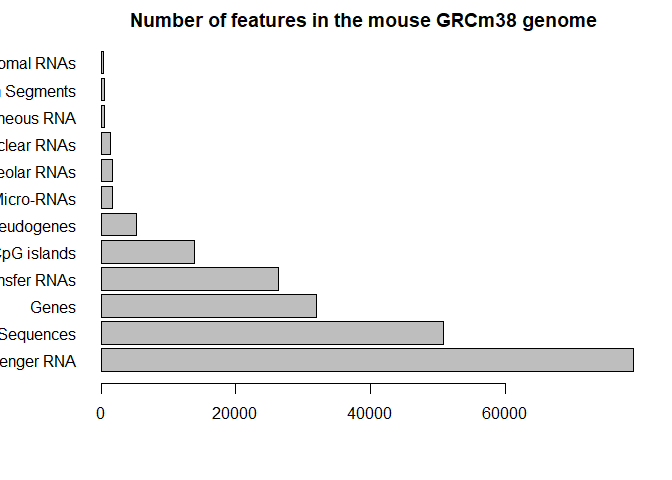 Number of features in the mouse GRCm38 genome
omal RNAs
Segments
neous RNA
clear RNAs
eolar RNAs
Micro-RNAs
eudogenes
CpG islands
nsfer RNAs
Genes
Sequences
enger RNA
0 20000 40000 60000